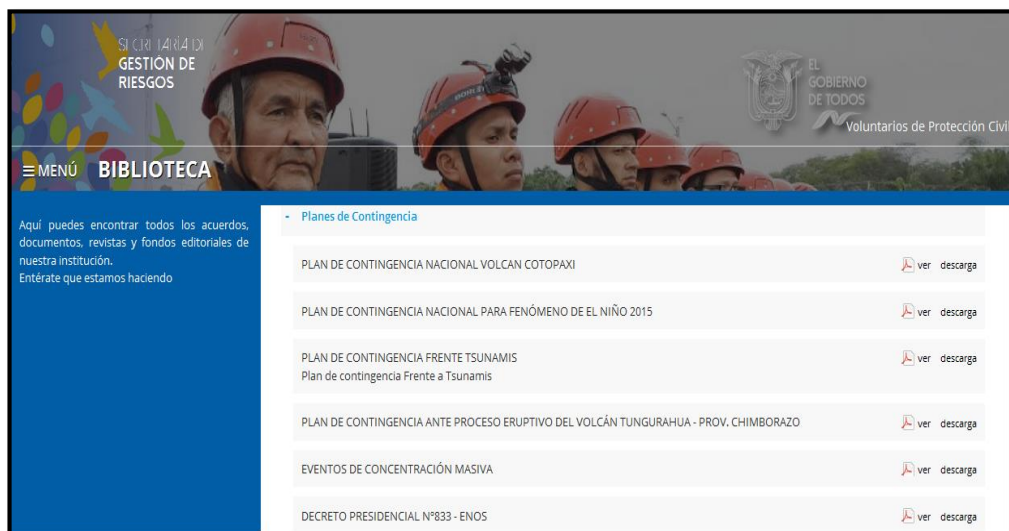 SECRETARÍA DE
GESTIÓN DE
RIESGOS
EL
GOBIERNO
DE TODOS
Voluntarios de Protección Civil
≡ MENÚ BIBLIOTECA
Aquí puedes encontrar todos los acuerdos,
documentos, revistas y fondos editoriales de
nuestra institución.
Entérate que estamos haciendo
- Planes de Contingencia
PLAN DE CONTINGENCIA NACIONAL VOLCAN COTOPAXI ver descarga
PLAN DE CONTINGENCIA NACIONAL PARA FENÓMENO DE EL NIÑO 2015 ver descarga
PLAN DE CONTINGENCIA FRENTE TSUNAMIS ver descarga
Plan de contingencia Frente a Tsunamis
PLAN DE CONTINGENCIA ANTE PROCESO ERUPTIVO DEL VOLCÁN TUNGURAHUA - PROV. CHIMBORAZO ver descarga
EVENTOS DE CONCENTRACIÓN MASIVA ver descarga
DECRETO PRESIDENCIAL N°833 - ENOS ver descarga